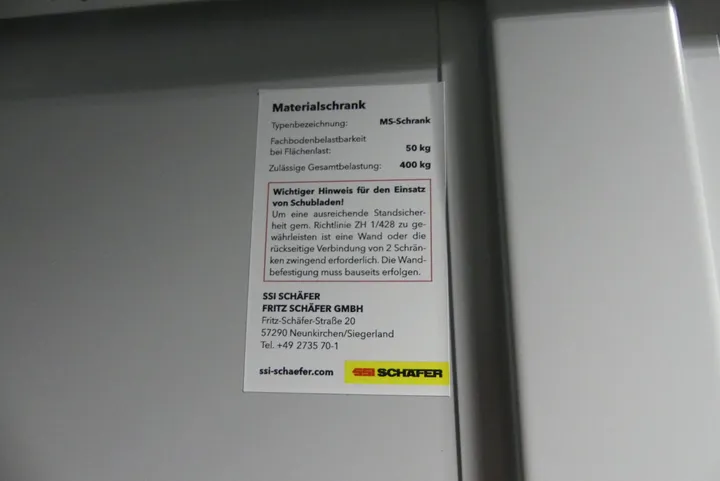 Materialschrank
Typenbezeichnung: MS-Schrank
Fachbodenbelastbarkeit
bei Flächenlast: 50 kg
Zulässige Gesamtbelastung: 400 kg
Wichtiger Hinweis für den Einsatz
von Schubladen!
Um eine ausreichende Standsicher-
heit gem. Richtlinie ZH 1/428 zu ge-
währleisten ist eine Wand oder die
rückseitige Verbindung von 2 Schrän-
ken zwingend erforderlich. Die Wand-
befestigung muss bauseits erfolgen.
SSI SCHÄFER
FRITZ SCHÄFER GMBH
Fritz-Schäfer-Straße 20
57290 Neunkirchen/Siegerland
Tel. +49 2735 70-1
ssi-schaefer.com SSI SCHÄFER